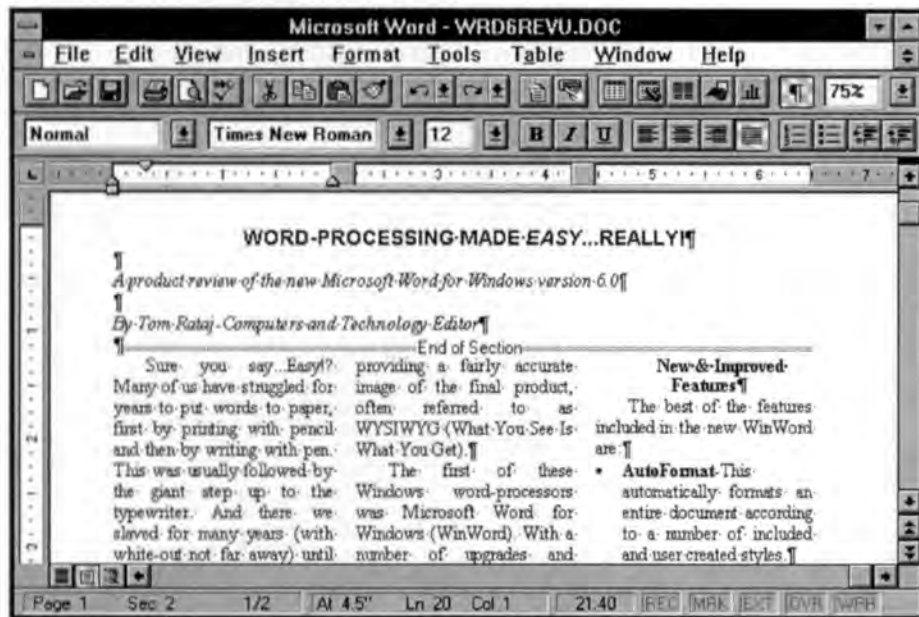 Microsoft Word - WRD6REVU.DOC
File Edit View Insert Format Tools Table Window Help
75%
Normal Times New Roman 12 B I U
1 3 4 5 6 7
WORD-PROCESSING·MADE·EASY...REALLY!¶
¶
A·product·review·of·the·new·Microsoft·Word·for·Windows·version·6.0¶
¶
By·Tom·Rataj·-Computers·and·Technology·Editor¶
¶
End of Section
Sure· you· say...Easy!?·
Many·of·us·have·struggled·for·
years·to·put·words·to·paper,·
first·by·printing·with·pencil·
and·then·by·writing·with·pen.·
This·was·usually·followed·by·
the· giant· step· up· to· the·
typewriter.· And· there· we·
slaved·for·many·years·(with·
white-out·not·far·away)·until·
providing· a· fairly· accurate·
image· of· the· final· product,·
often· referred· to· as·
WYSIWYG·(What·You·See·Is·
What·You·Get).¶
The· first· of· these·
Windows· word-processors·
was· Microsoft· Word· for·
Windows·(WinWord).·With·a·
number· of· upgrades· and·
New·&·Improved·
Features¶
The·best·of·the·features·
included·in·the·new·WinWord·
are:¶
• AutoFormat·-This·
automatically· formats· an·
entire·document·according·
to· a· number· of· included·
and·user·created·styles.¶
1
2
Page 1 Sec 2 1/2 At 4.5" Ln 20 Col 1 21:40 REC MRK EXT OVR WPH